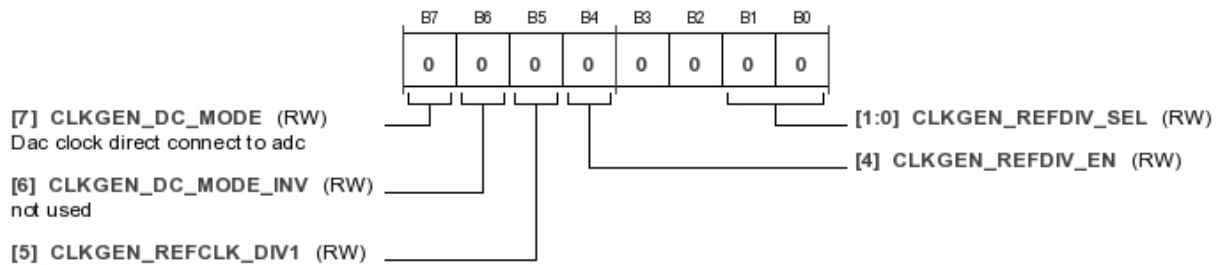 B7 B6 B5 B4 B3 B2 B1 B0
0 0 0 0 0 0 0 0
[7] CLKGEN_DC_MODE (RW)
Dac clock direct connect to adc
[6] CLKGEN_DC_MODE_INV (RW)
not used
[5] CLKGEN_REFCLK_DIV1 (RW)
[1:0] CLKGEN_REFDIV_SEL (RW)
[4] CLKGEN_REFDIV_EN (RW)